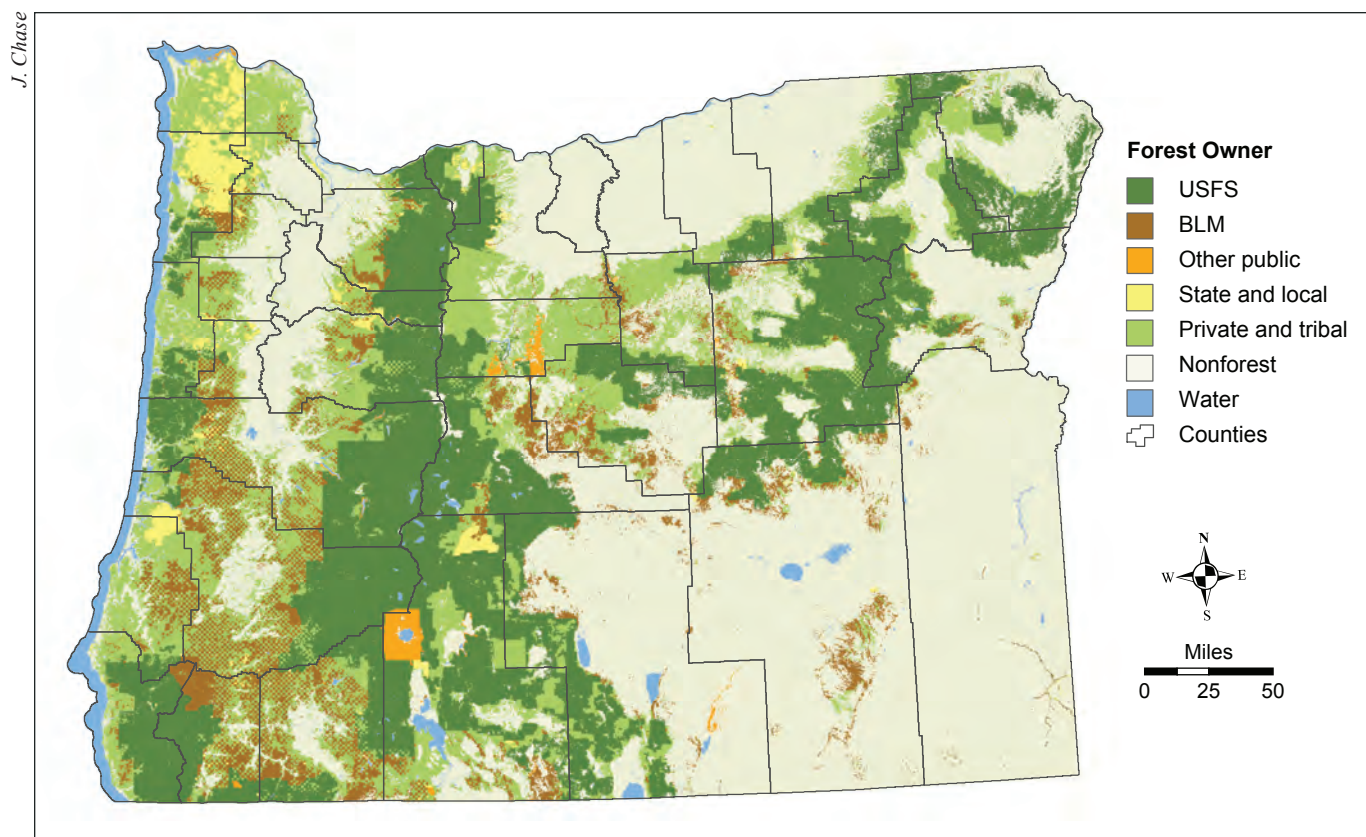 J. Chase
Forest Owner
USFS
BLM
Other public
State and local
Private and tribal
Nonforest
Water
Counties
N
W E
S
Miles
0 25 50